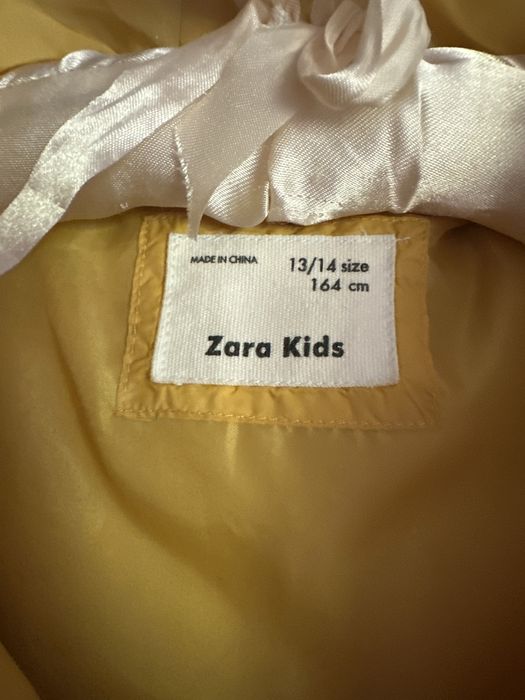 MADE IN CHINA
13/14 size
164 cm
Zara Kids